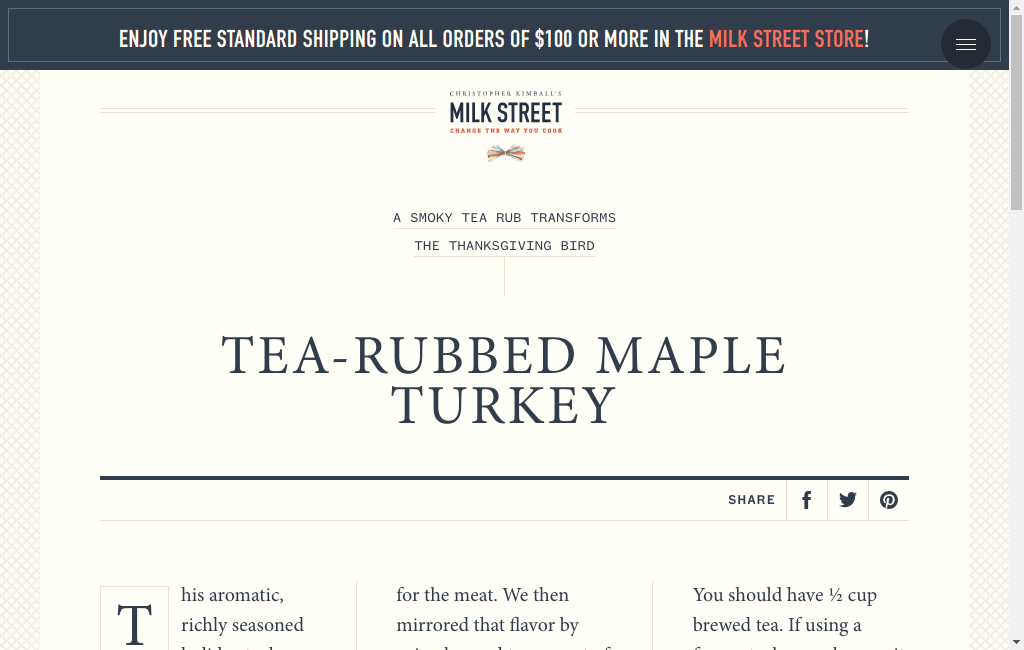 ENJOY FREE STANDARD SHIPPING ON ALL ORDERS OF $100 OR MORE IN THE MILK STREET STORE!
CHRISTOPHER KIMBALL'S
MILK STREET
CHANGE THE WAY YOU COOK
A SMOKY TEA RUB TRANSFORMS
THE THANKSGIVING BIRD
TEA-RUBBED MAPLE
TURKEY
SHARE
This aromatic,
richly seasoned
for the meat. We then
mirrored that flavor by
You should have ½ cup
brewed tea. If using a